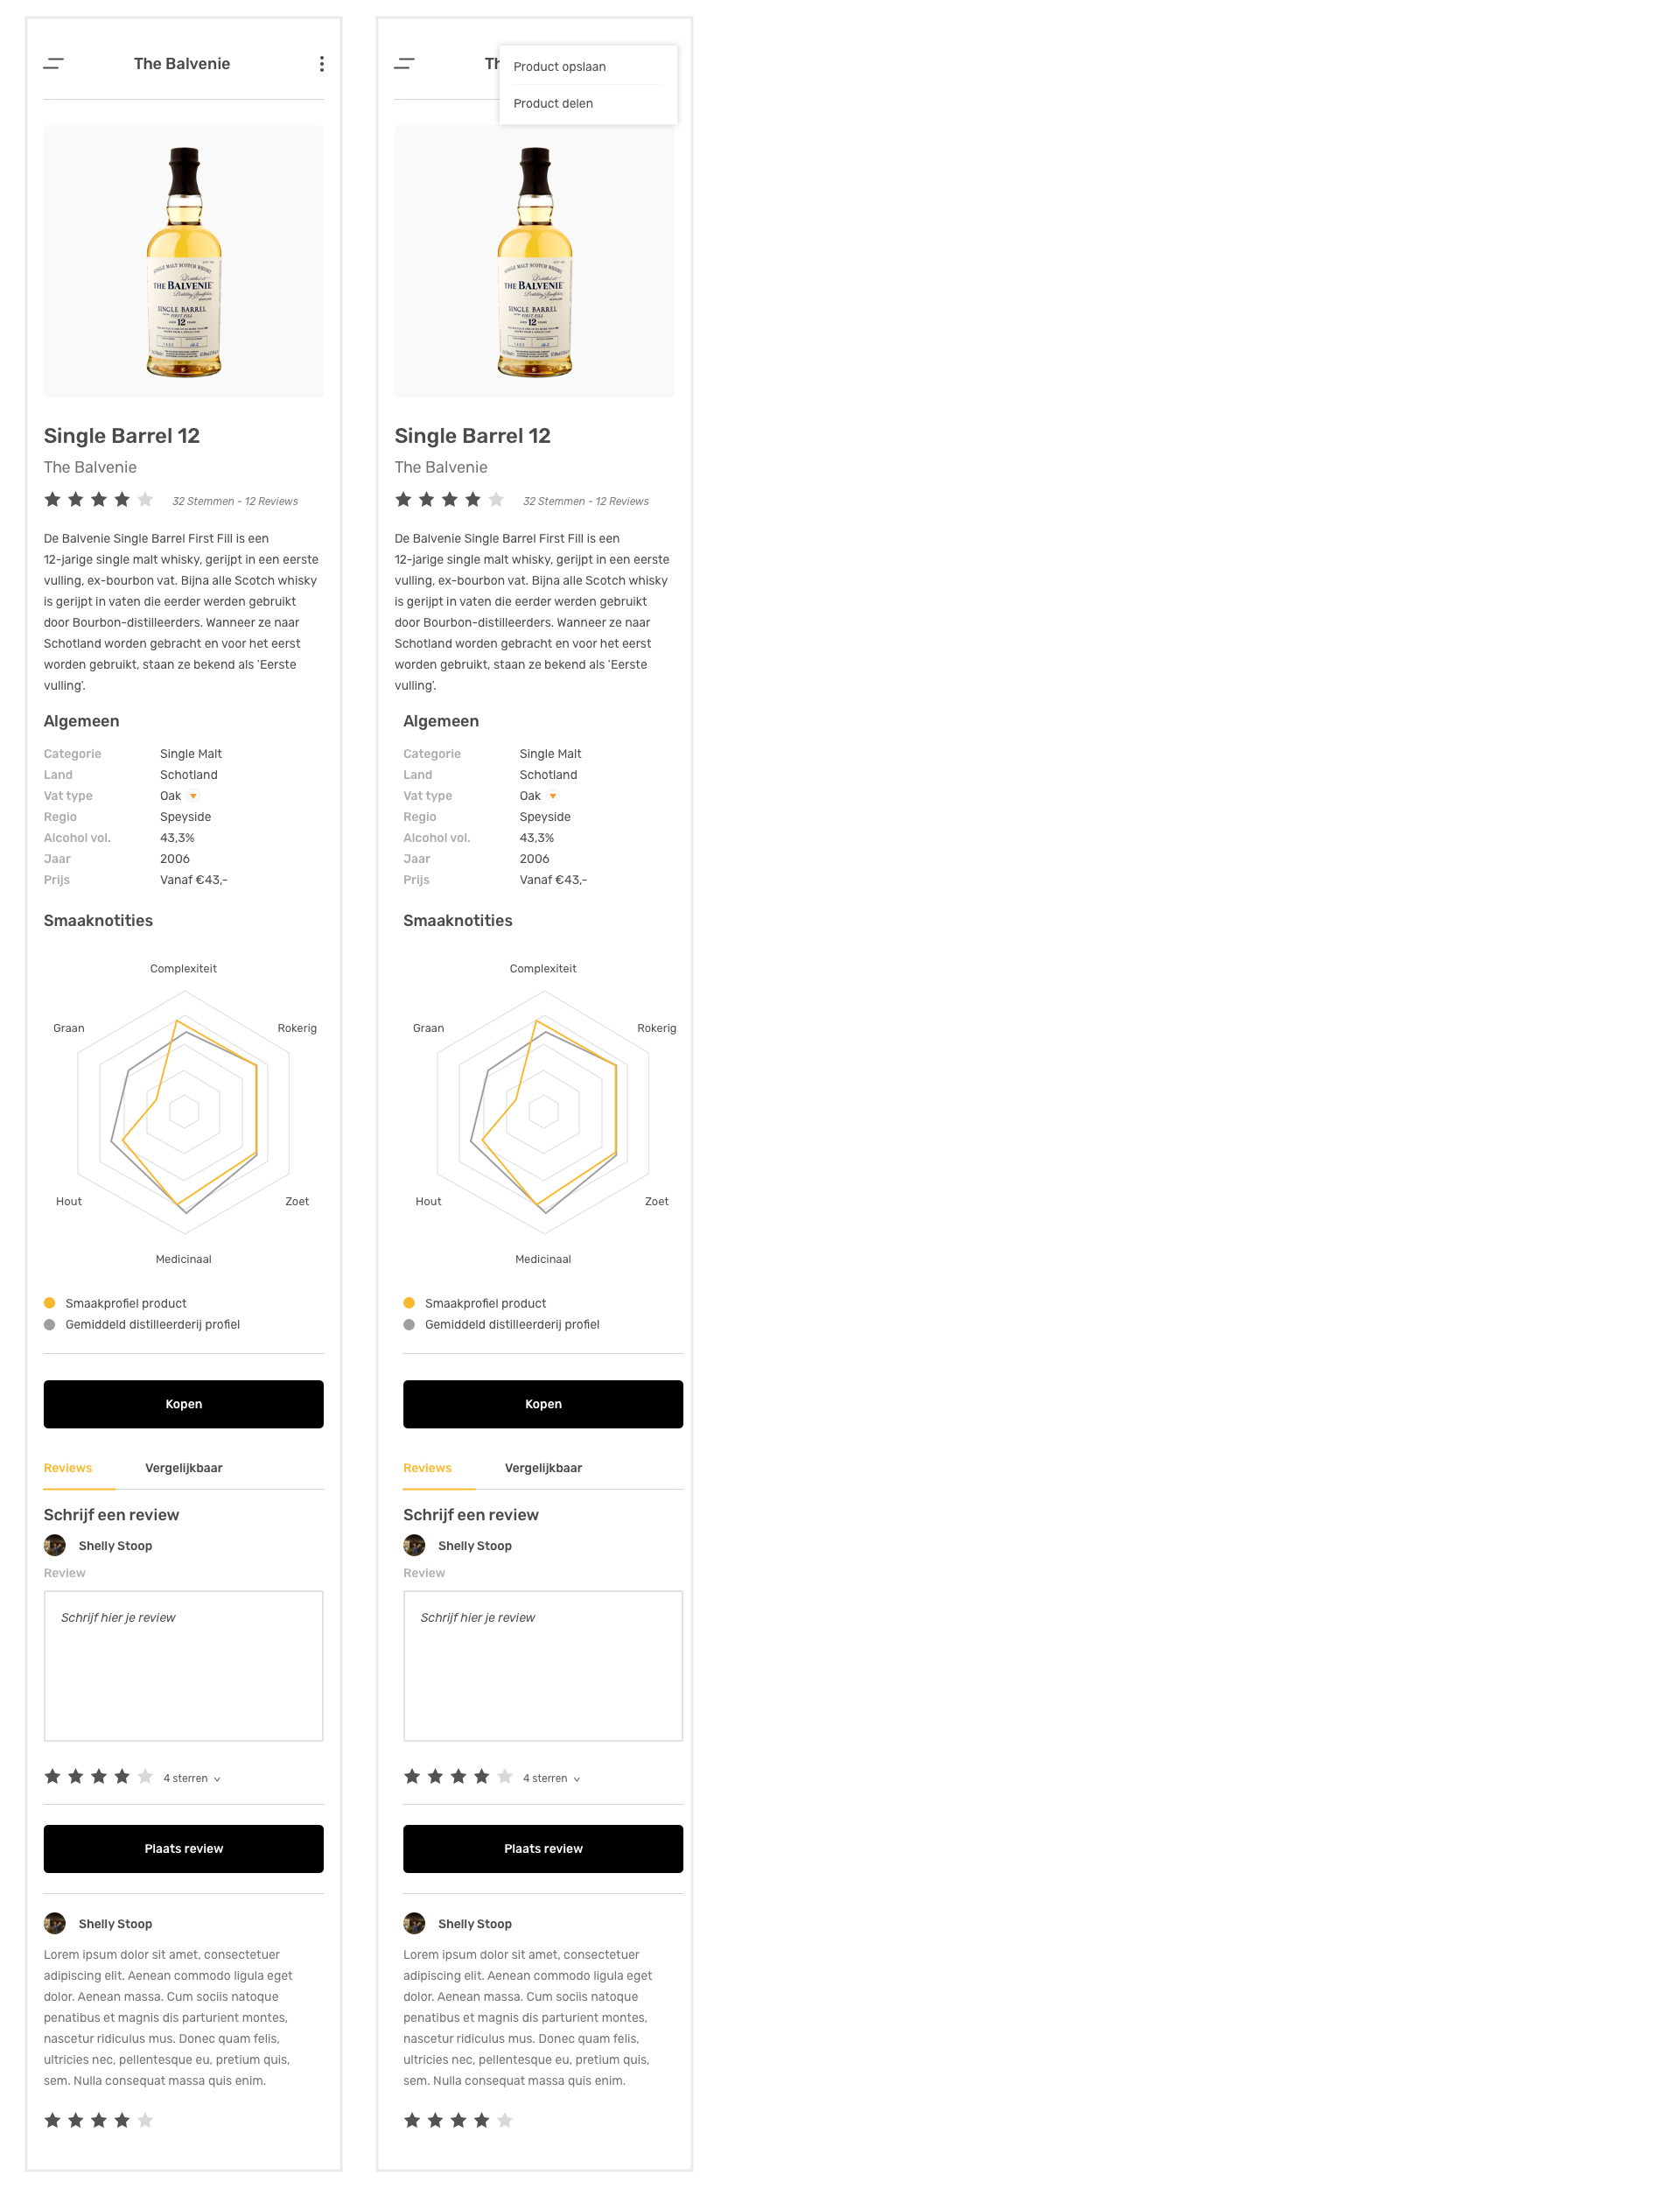 The Balvenie
SINGLE MALT SCOTCH WHISKY
THE BALVENIE
SINGLE BARREL
FIRST FILL
AGED 12 YEARS
Single Barrel 12
The Balvenie
32 Stemmen - 12 Reviews
De Balvenie Single Barrel First Fill is een
12-jarige single malt whisky, gerijpt in een eerste
vulling, ex-bourbon vat. Bijna alle Scotch whisky
is gerijpt in vaten die eerder werden gebruikt
door Bourbon-distilleerders. Wanneer ze naar
Schotland worden gebracht en voor het eerst
worden gebruikt, staan ze bekend als 'Eerste
vulling'.
Algemeen
Categorie Single Malt
Land Schotland
Vat type Oak
Regio Speyside
Alcohol vol. 43,3%
Jaar 2006
Prijs Vanaf €43,-
Smaaknotities
Complexiteit
Graan Rokerig
Hout Zoet
Medicinaal
Smaakprofiel product
Gemiddeld distilleerderij profiel
Kopen
Reviews Vergelijkbaar
Schrijf een review
Shelly Stoop
Review
Schrijf hier je review
4 sterren
Plaats review
Shelly Stoop
Lorem ipsum dolor sit amet, consectetuer
adipiscing elit. Aenean commodo ligula eget
dolor. Aenean massa. Cum sociis natoque
penatibus et magnis dis parturient montes,
nascetur ridiculus mus. Donec quam felis,
ultricies nec, pellentesque eu, pretium quis,
sem. Nulla consequat massa quis enim.
Th
Product opslaan
Product delen
SINGLE MALT SCOTCH WHISKY
THE BALVENIE
SINGLE BARREL
FIRST FILL
AGED 12 YEARS
Single Barrel 12
The Balvenie
32 Stemmen - 12 Reviews
De Balvenie Single Barrel First Fill is een
12-jarige single malt whisky, gerijpt in een eerste
vulling, ex-bourbon vat. Bijna alle Scotch whisky
is gerijpt in vaten die eerder werden gebruikt
door Bourbon-distilleerders. Wanneer ze naar
Schotland worden gebracht en voor het eerst
worden gebruikt, staan ze bekend als 'Eerste
vulling'.
Algemeen
Categorie Single Malt
Land Schotland
Vat type Oak
Regio Speyside
Alcohol vol. 43,3%
Jaar 2006
Prijs Vanaf €43,-
Smaaknotities
Complexiteit
Graan Rokerig
Hout Zoet
Medicinaal
Smaakprofiel product
Gemiddeld distilleerderij profiel
Kopen
Reviews Vergelijkbaar
Schrijf een review
Shelly Stoop
Review
Schrijf hier je review
4 sterren
Plaats review
Shelly Stoop
Lorem ipsum dolor sit amet, consectetuer
adipiscing elit. Aenean commodo ligula eget
dolor. Aenean massa. Cum sociis natoque
penatibus et magnis dis parturient montes,
nascetur ridiculus mus. Donec quam felis,
ultricies nec, pellentesque eu, pretium quis,
sem. Nulla consequat massa quis enim.